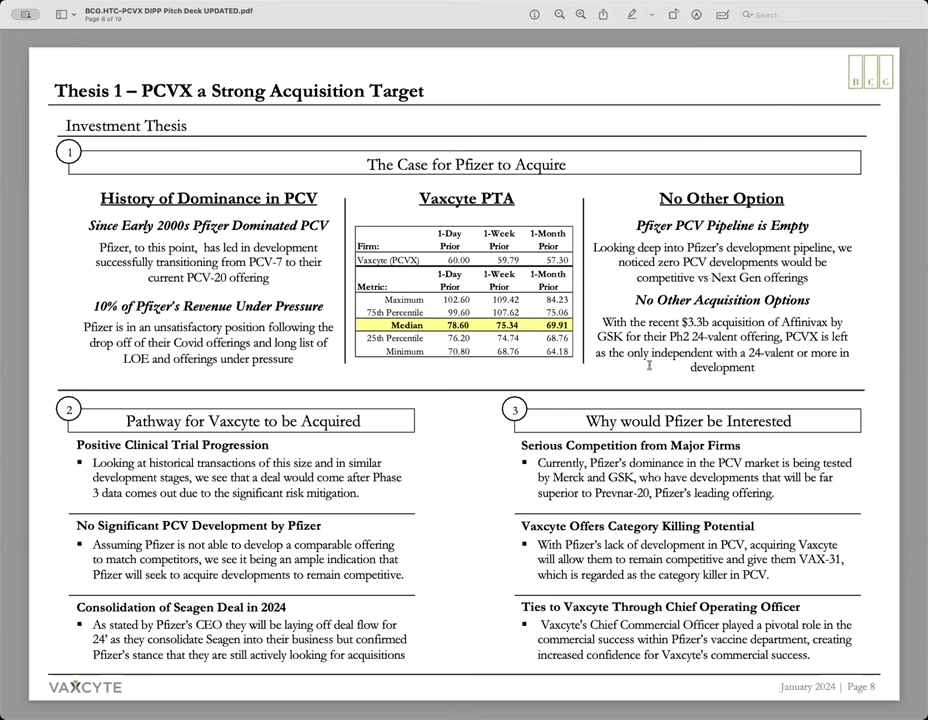 BCG.HTC-PCVX DIPP Pitch Deck UPDATED.pdf
Page 8 of 19
Search
B C G
Thesis 1 – PCVX a Strong Acquisition Target
Investment Thesis
1
The Case for Pfizer to Acquire
History of Dominance in PCV
Since Early 2000s Pfizer Dominated PCV
Pfizer, to this point, has led in development
successfully transitioning from PCV-7 to their
current PCV-20 offering
10% of Pfizer's Revenue Under Pressure
Pfizer is in an unsatisfactory position following the
drop off of their Covid offerings and long list of
LOE and offerings under pressure
Vaxcyte PTA
1-Day 1-Week 1-Month
Firm: Prior Prior Prior
Vaxcyte (PCVX) 60.00 59.79 57.30
1-Day 1-Week 1-Month
Metric: Prior Prior Prior
Maximum 102.60 109.42 84.23
75th Percentile 99.60 107.62 75.06
Median 78.60 75.34 69.91
25th Percentile 76.20 74.74 68.76
Minimum 70.80 68.76 64.18
No Other Option
Pfizer PCV Pipeline is Empty
Looking deep into Pfizer's development pipeline, we
noticed zero PCV developments would be
competitive vs Next Gen offerings
No Other Acquisition Options
With the recent $3.3b acquisition of Affinivax by
GSK for their Ph2 24-valent offering, PCVX is left
as the only independent with a 24-valent or more in
development
2
Pathway for Vaxcyte to be Acquired
Positive Clinical Trial Progression
▪ Looking at historical transactions of this size and in similar
development stages, we see that a deal would come after Phase
3 data comes out due to the significant risk mitigation.
No Significant PCV Development by Pfizer
▪ Assuming Pfizer is not able to develop a comparable offering
to match competitors, we see it being an ample indication that
Pfizer will seek to acquire developments to remain competitive.
Consolidation of Seagen Deal in 2024
▪ As stated by Pfizer's CEO they will be laying off deal flow for
24' as they consolidate Seagen into their business but confirmed
Pfizer's stance that they are still actively looking for acquisitions
3
Why would Pfizer be Interested
Serious Competition from Major Firms
▪ Currently, Pfizer's dominance in the PCV market is being tested
by Merck and GSK, who have developments that will be far
superior to Prevnar-20, Pfizer's leading offering.
Vaxcyte Offers Category Killing Potential
▪ With Pfizer's lack of development in PCV, acquiring Vaxcyte
will allow them to remain competitive and give them VAX-31,
which is regarded as the category killer in PCV.
Ties to Vaxcyte Through Chief Operating Officer
▪ Vaxcyte's Chief Commercial Officer played a pivotal role in the
commercial success within Pfizer's vaccine department, creating
increased confidence for Vaxcyte's commercial success.
VAXCYTE
January 2024 | Page 8